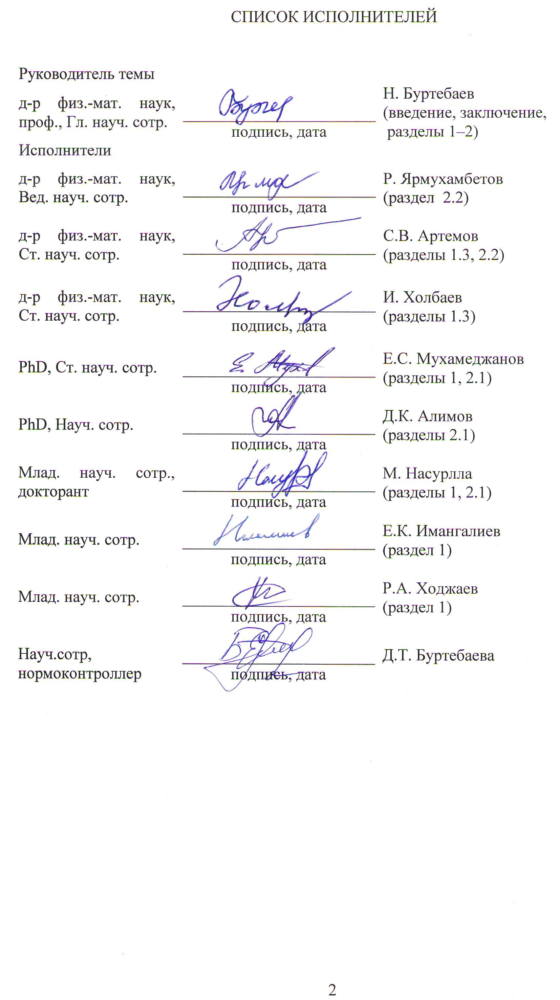 СПИСОК ИСПОЛНИТЕЛЕЙ
Руководитель темы
д-р физ.-мат. наук,
проф., Гл. науч. сотр.
подпись, дата
Н. Буртебаев
(введение, заключение,
разделы 1–2)
Исполнители
д-р физ.-мат. наук,
Вед. науч. сотр.
подпись, дата
Р. Ярмухамбетов
(раздел 2.2)
д-р физ.-мат. наук,
Ст. науч. сотр.
подпись, дата
С.В. Артемов
(разделы 1.3, 2.2)
д-р физ.-мат. наук,
Ст. науч. сотр.
подпись, дата
И. Холбаев
(разделы 1.3)
PhD, Ст. науч. сотр.
подпись, дата
Е.С. Мухамеджанов
(разделы 1, 2.1)
PhD, Науч. сотр.
подпись, дата
Д.К. Алимов
(разделы 2.1)
Млад. науч. сотр.,
докторант
подпись, дата
М. Насурлла
(разделы 1, 2.1)
Млад. науч. сотр.
подпись, дата
Е.К. Имангалиев
(раздел 1)
Млад. науч. сотр.
подпись, дата
Р.А. Ходжаев
(раздел 1)
Науч.сотр,
нормоконтроллер
подпись, дата
Д.Т. Буртебаева
2